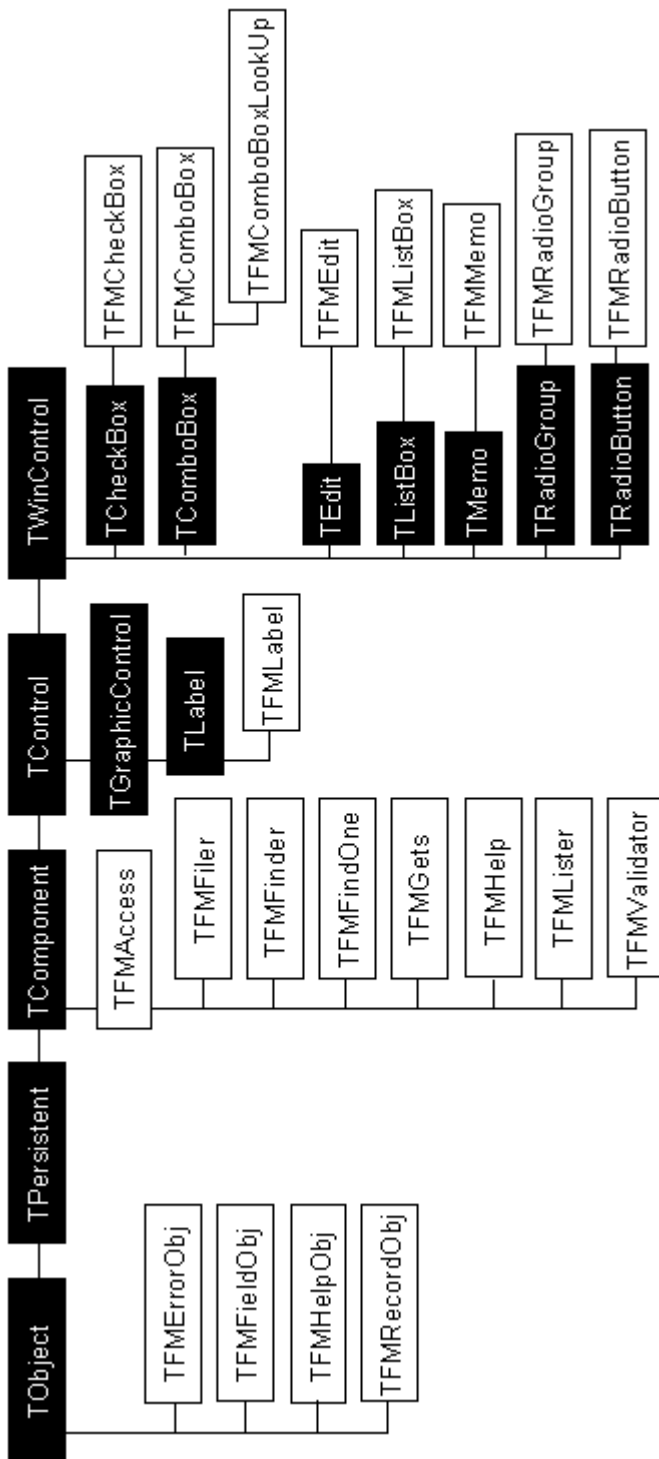 TObject
TPersistent
TComponent
TControl
TWinControl
TFMErrorObj
TFMFieldObj
TFMHelpObj
TFMRecordObj
TFMAccess
TFMFiler
TFMFinder
TFMFindOne
TFMGets
TFMHelp
TFMLister
TFMValidator
TGraphicControl
TLabel
TFMLabel
TCheckBox
TFMCheckBox
TComboBox
TFMComboBox
TFMComboBoxLookUp
TEdit
TFMEdit
TListBox
TFMListBox
TMemo
TFMMemo
TRadioGroup
TFMRadioGroup
TRadioButton
TFMRadioButton